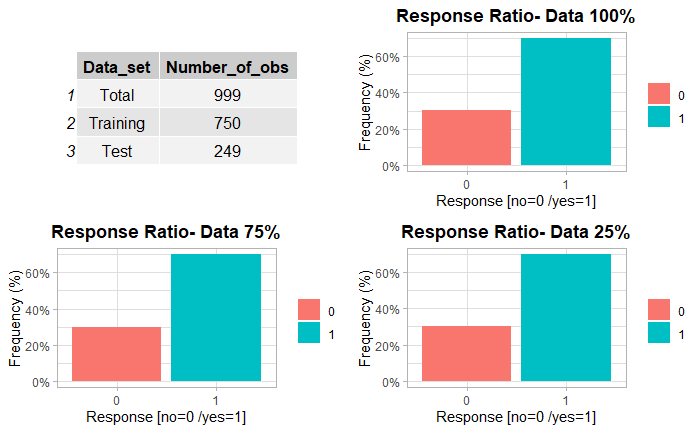 Data_set Number_of_obs
1 Total 999
2 Training 750
3 Test 249
Response Ratio- Data 100%
Frequency (%)
60%
40%
20%
0%
0 1
Response [no=0 /yes=1]
0
1
Response Ratio- Data 75%
Frequency (%)
60%
40%
20%
0%
0 1
Response [no=0 /yes=1]
0
1
Response Ratio- Data 25%
Frequency (%)
60%
40%
20%
0%
0 1
Response [no=0 /yes=1]
0
1